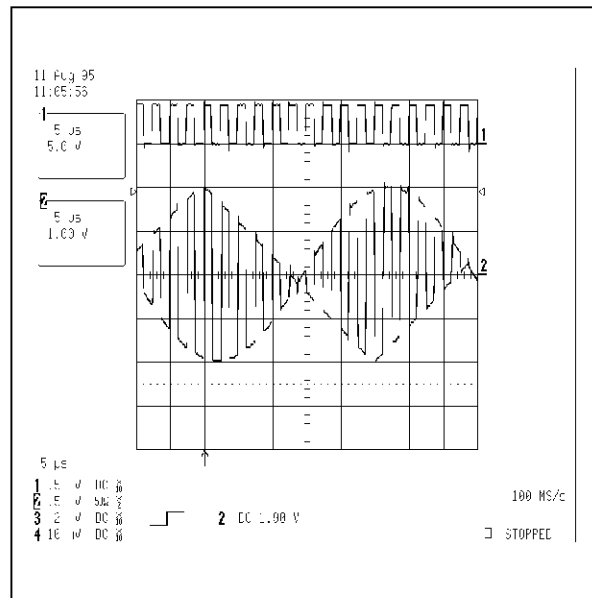 11 Aug 95
11:05:56
1
5 µs
5.0 V
2
5 µs
1.00 V
1
2
5 µs
1 .5 V DC
2 .5 V 50Ω
3 2 V DC
4 10 V DC
2 DC 1.90 V
100 MS/s
STOPPED